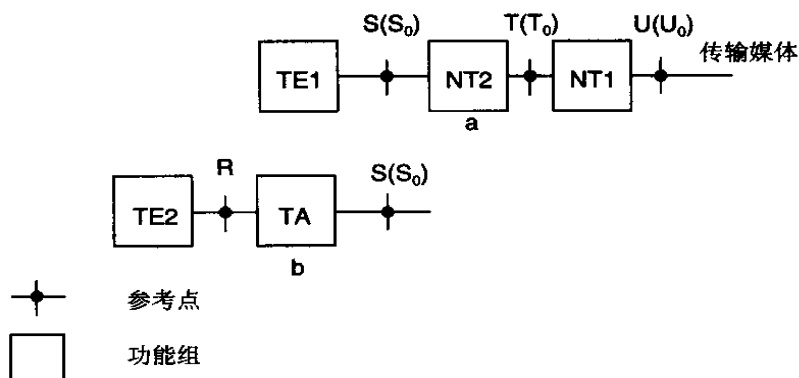 S(S₀) T(T₀) U(U₀)
传输媒体
TE1 NT2 NT1
a
R S(S₀)
TE2 TA
b
参考点
功能组